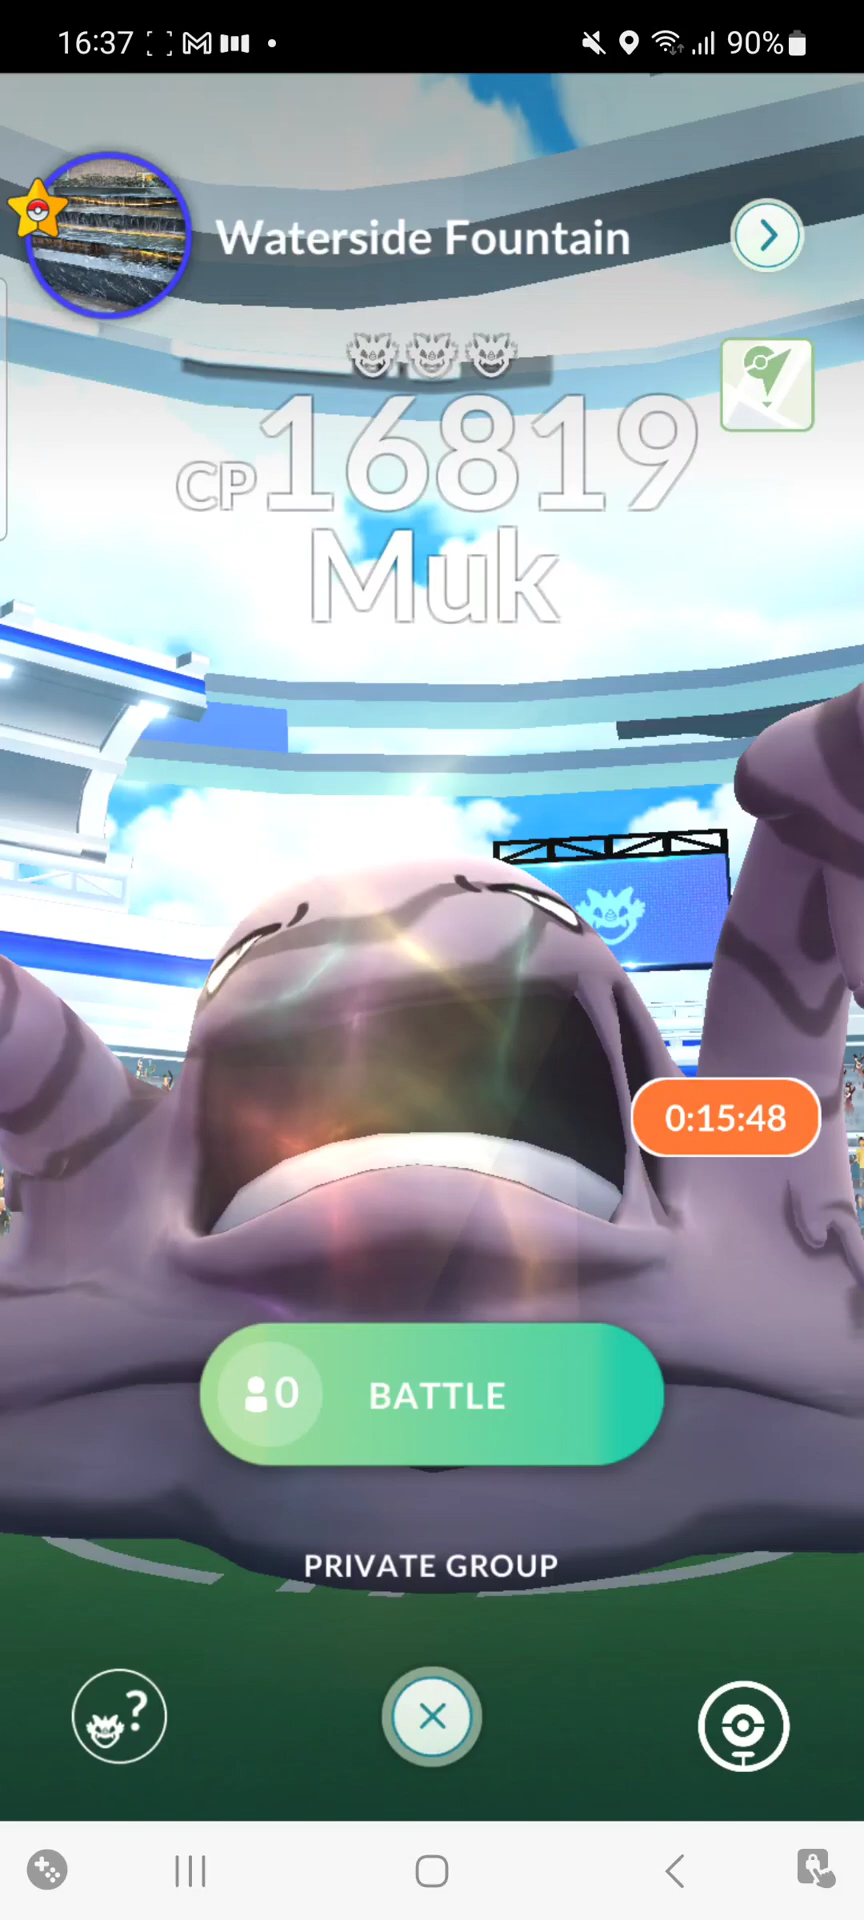 16:37
90%
Waterside Fountain
CP16819
Muk
0:15:48
0 BATTLE
PRIVATE GROUP
?